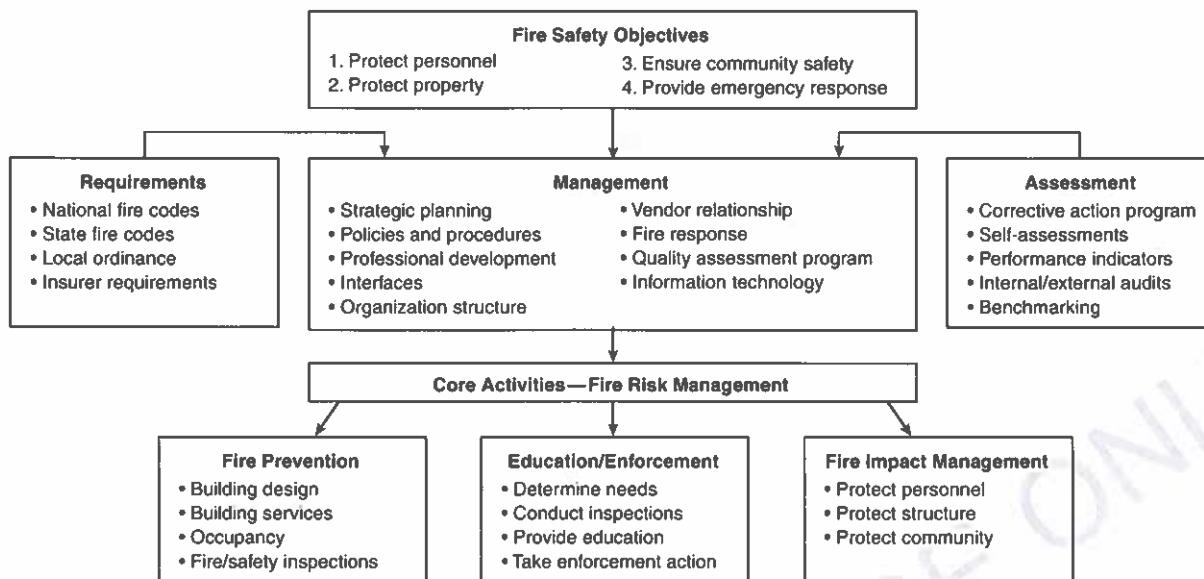 Fire Safety Objectives
1. Protect personnel
2. Protect property
3. Ensure community safety
4. Provide emergency response
Requirements
• National fire codes
• State fire codes
• Local ordinance
• Insurer requirements
Management
• Strategic planning
• Policies and procedures
• Professional development
• Interfaces
• Organization structure
• Vendor relationship
• Fire response
• Quality assessment program
• Information technology
Assessment
• Corrective action program
• Self-assessments
• Performance indicators
• Internal/external audits
• Benchmarking
Core Activities—Fire Risk Management
Fire Prevention
• Building design
• Building services
• Occupancy
• Fire/safety inspections
Education/Enforcement
• Determine needs
• Conduct inspections
• Provide education
• Take enforcement action
Fire Impact Management
• Protect personnel
• Protect structure
• Protect community